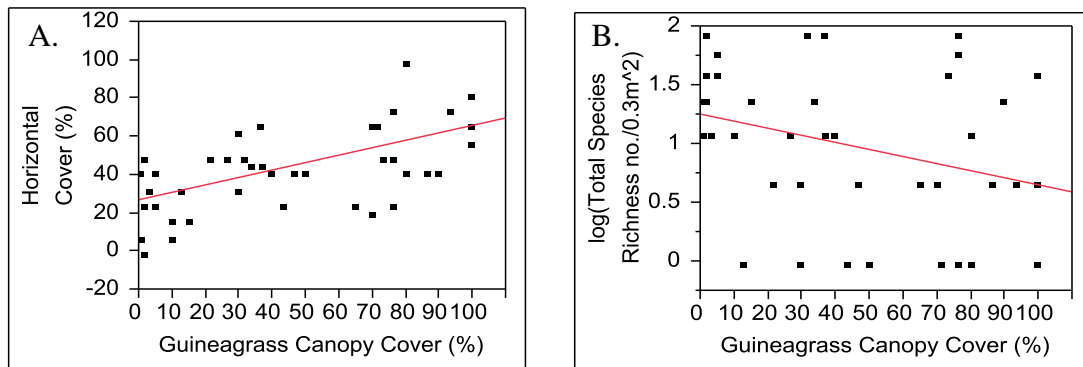 A.
Horizontal
Cover (%)
120
100
80
60
40
20
0
-20
0 10 20 30 40 50 60 70 80 90 100
Guineagrass Canopy Cover (%)
B.
log(Total Species
Richness no./0.3m^2)
2
1.5
1
0.5
0
0 10 20 30 40 50 60 70 80 90 100
Guineagrass Canopy Cover (%)